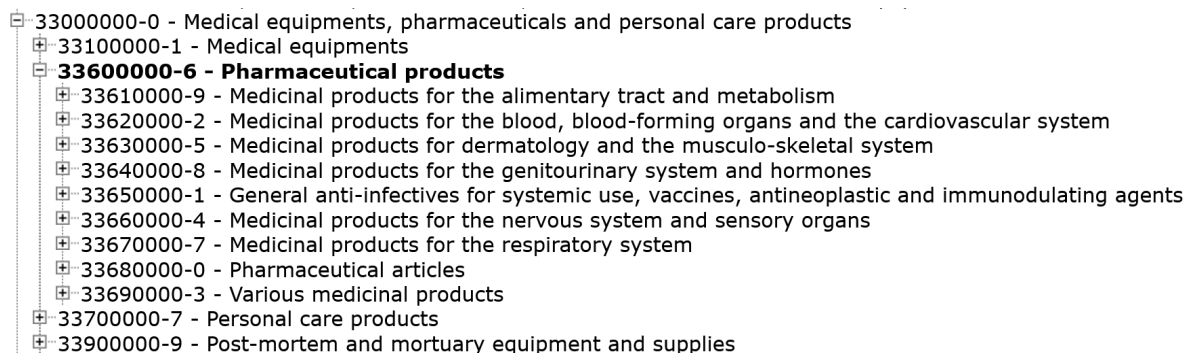 33000000-0 - Medical equipments, pharmaceuticals and personal care products
33100000-1 - Medical equipments
33600000-6 - Pharmaceutical products
33610000-9 - Medicinal products for the alimentary tract and metabolism
33620000-2 - Medicinal products for the blood, blood-forming organs and the cardiovascular system
33630000-5 - Medicinal products for dermatology and the musculo-skeletal system
33640000-8 - Medicinal products for the genitourinary system and hormones
33650000-1 - General anti-infectives for systemic use, vaccines, antineoplastic and immunodulating agents
33660000-4 - Medicinal products for the nervous system and sensory organs
33670000-7 - Medicinal products for the respiratory system
33680000-0 - Pharmaceutical articles
33690000-3 - Various medicinal products
33700000-7 - Personal care products
33900000-9 - Post-mortem and mortuary equipment and supplies